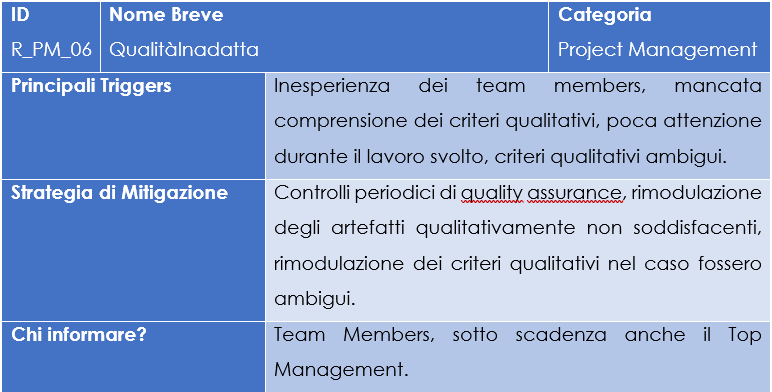 ID Nome Breve Categoria
R_PM_06 QualitàInadatta Project Management
Principali Triggers Inesperienza dei team members, mancata
comprensione dei criteri qualitativi, poca attenzione
durante il lavoro svolto, criteri qualitativi ambigui.
Strategia di Mitigazione Controlli periodici di quality assurance, rimodulazione
degli artefatti qualitativamente non soddisfacenti,
rimodulazione dei criteri qualitativi nel caso fossero
ambigui.
Chi informare? Team Members, sotto scadenza anche il Top
Management.